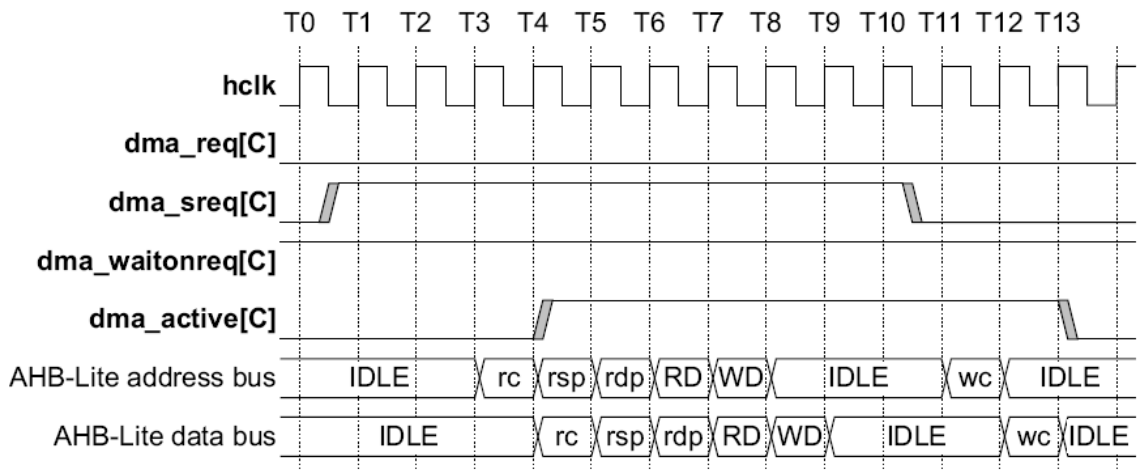 T0 T1 T2 T3 T4 T5 T6 T7 T8 T9 T10 T11 T12 T13
hclk
dma_req[C]
dma_sreq[C]
dma_waitonreq[C]
dma_active[C]
AHB-Lite address bus IDLE rc rsp rdp RD WD IDLE wc IDLE
AHB-Lite data bus IDLE rc rsp rdp RD WD IDLE wc IDLE